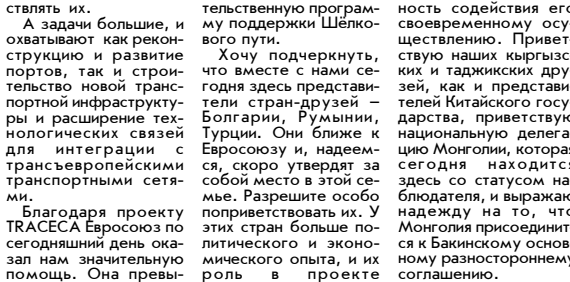 ствлять их.
А задачи большие, и
охватывают как рекон-
струкцию и развитие
портов, так и строи-
тельство новой транс-
портной инфраструкту-
ры и расширение тех-
нологических связей
для интеграции с
трансъевропейскими
транспортными сетя-
ми.
Благодаря проекту
TRACECA Евросоюз по
сегодняшний день ока-
зал нам значительную
помощь. Она превы-
тельственную програм-
му поддержки Шелко-
вого пути.
Хочу подчеркнуть,
что вместе с нами се-
годня здесь представи-
тели стран-друзей –
Болгарии, Румынии,
Турции. Они ближе к
Евросоюзу и, надеем-
ся, скоро утвердят за
собой место в этой се-
мье. Разрешите особо
поприветствовать их. У
этих стран больше по-
литического и эконо-
мического опыта, и их
роль в проекте
ность содействия его
своевременному осу-
ществлению. Привет-
ствую наших кыргызс-
ких и таджикских дру-
зей, как и представи-
телей Китайского госу-
дарства, приветствую
национальную делега-
цию Монголии, которая
сегодня находится
здесь со статусом на-
блюдателя, и выражаю
надежду на то, что
Монголия присоединит-
ся к Бакинскому основ-
ному разностороннему
соглашению.